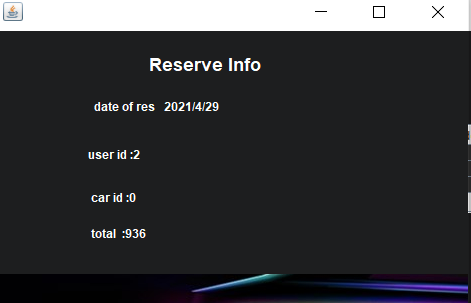 Reserve Info
date of res 2021/4/29
user id :2
car id :0
total :936